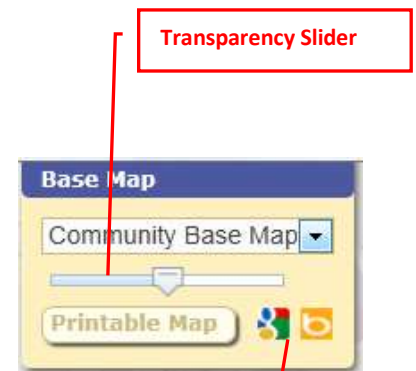 Transparency Slider
Base Map
Community Base Map
Printable Map